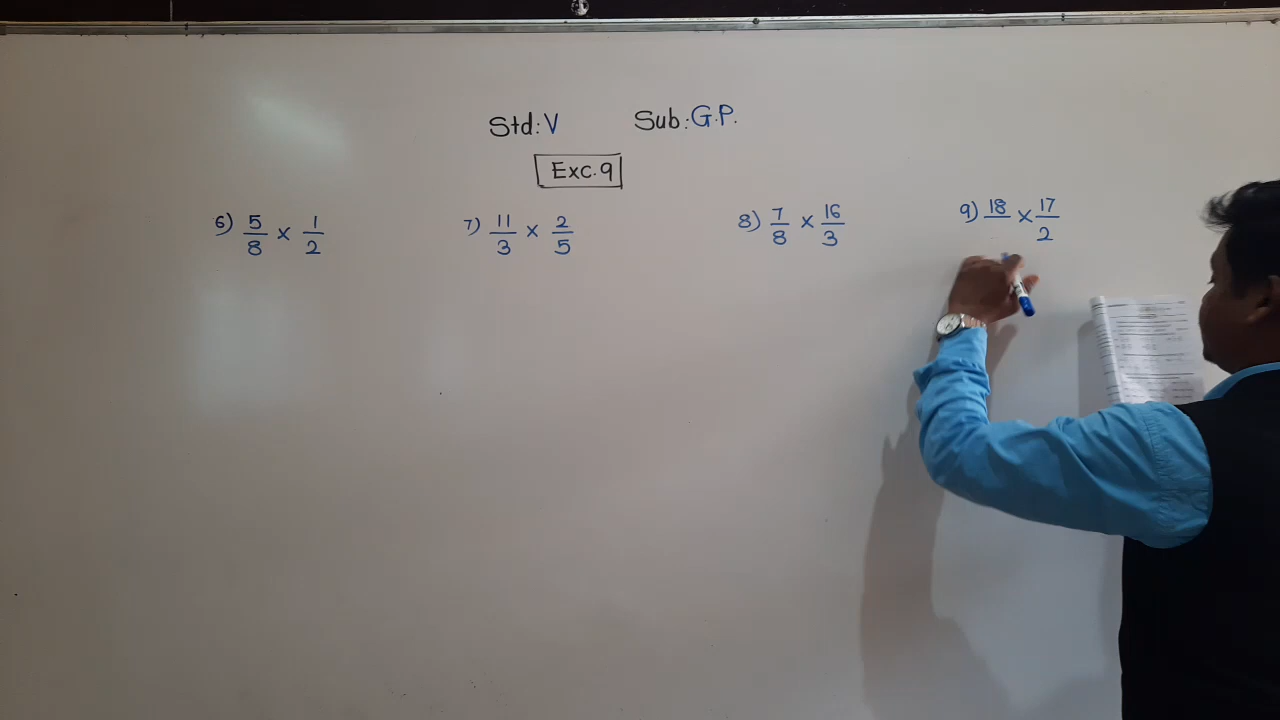 Std: V Sub: G.P.
Exc. 9
6) 5/8 × 1/2 7) 11/3 × 2/5 8) 7/8 × 16/3 9) 18/ × 17/2